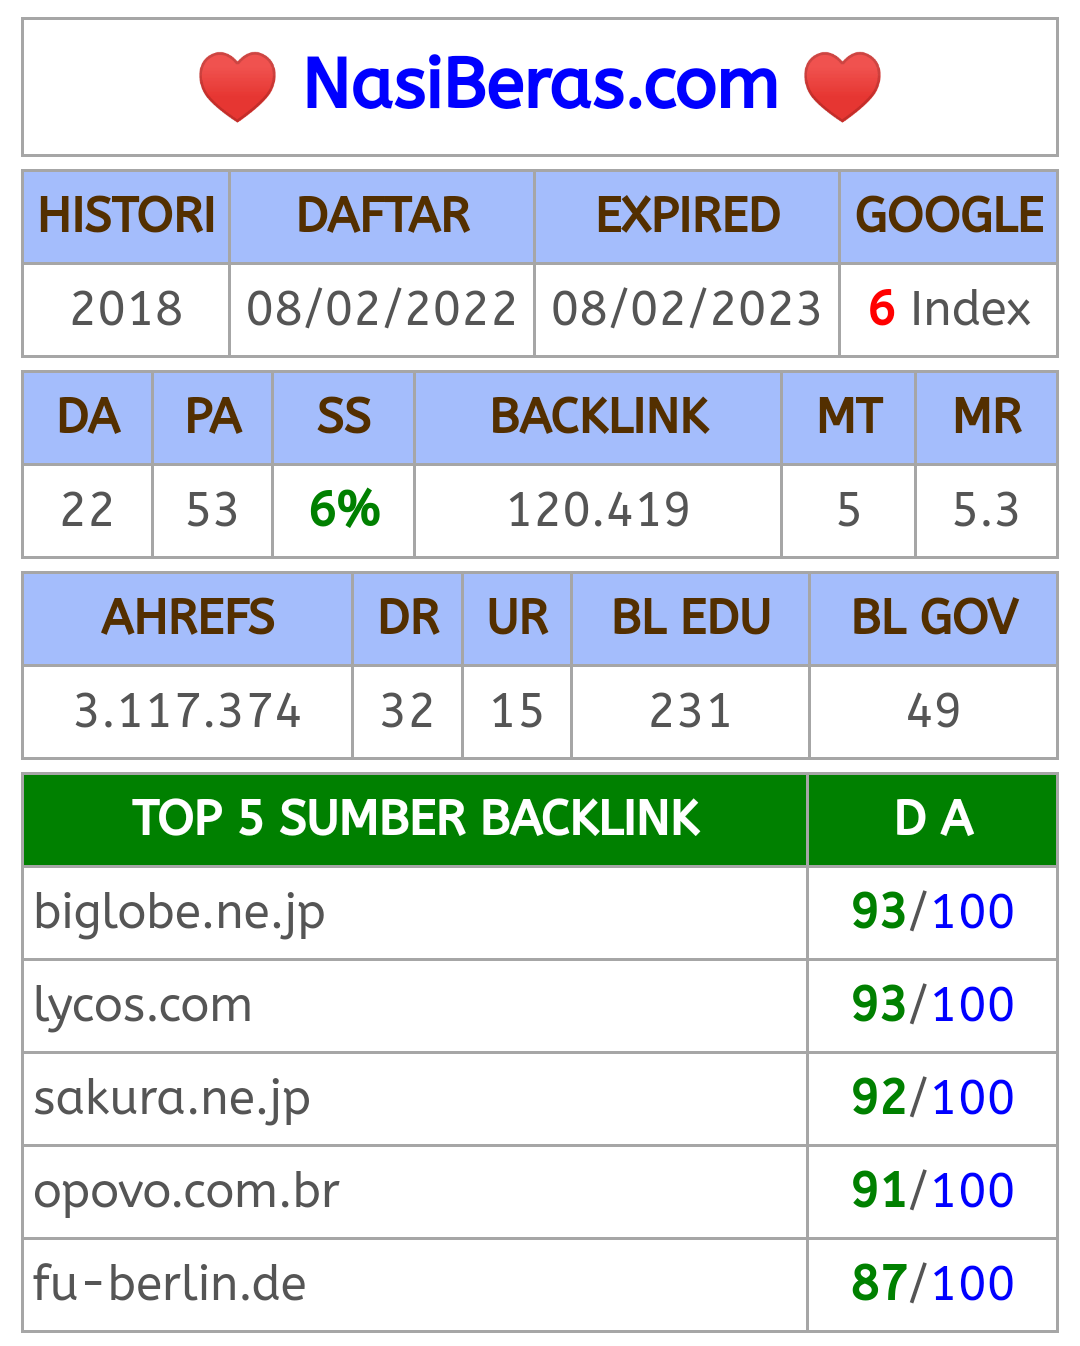 NasiBeras.com
HISTORI DAFTAR EXPIRED GOOGLE
2018 08/02/2022 08/02/2023 6 Index
DA PA SS BACKLINK MT MR
22 53 6% 120.419 5 5.3
AHREFS DR UR BL EDU BL GOV
3.117.374 32 15 231 49
TOP 5 SUMBER BACKLINK D A
biglobe.ne.jp 93/100
lycos.com 93/100
sakura.ne.jp 92/100
opovo.com.br 91/100
fu-berlin.de 87/100